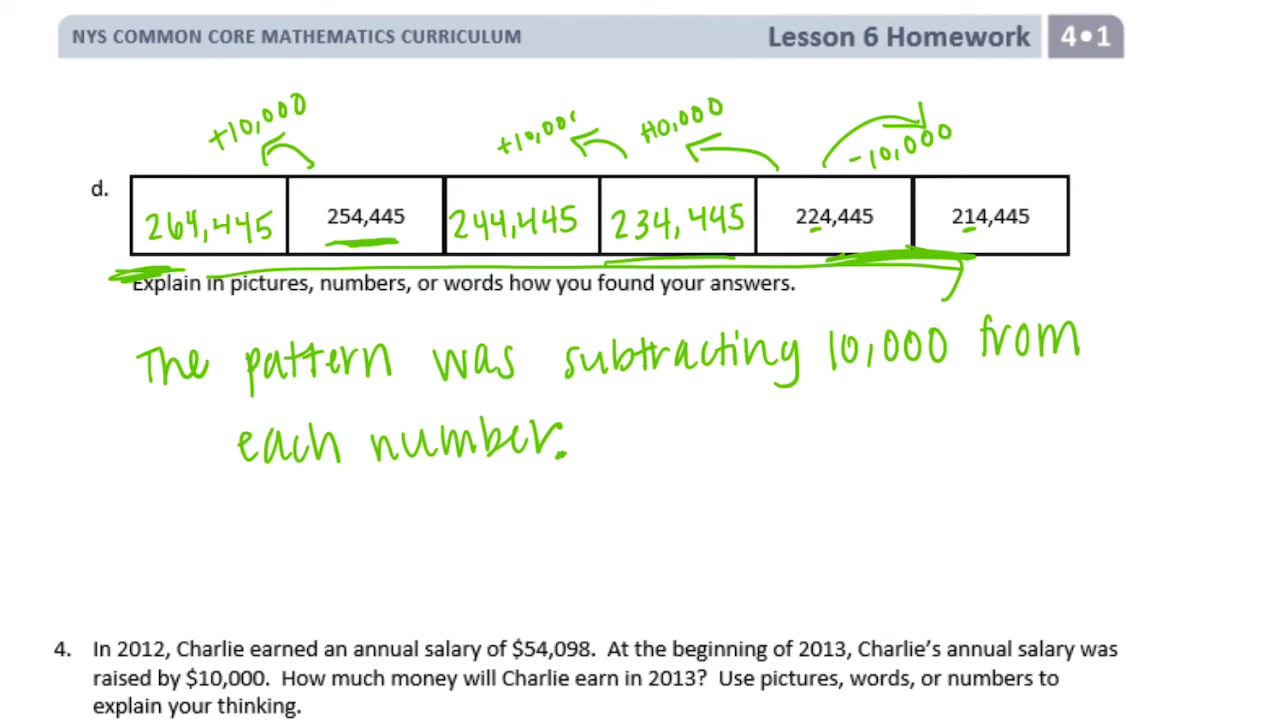 NYS COMMON CORE MATHEMATICS CURRICULUM Lesson 6 Homework 4•1
+10,000 +10,000 +10,000 -10,000
d. 264,445 254,445 244,445 234,445 224,445 214,445
Explain in pictures, numbers, or words how you found your answers.
The pattern was subtracting 10,000 from
each number.
4. In 2012, Charlie earned an annual salary of $54,098. At the beginning of 2013, Charlie’s annual salary was
raised by $10,000. How much money will Charlie earn in 2013? Use pictures, words, or numbers to
explain your thinking.